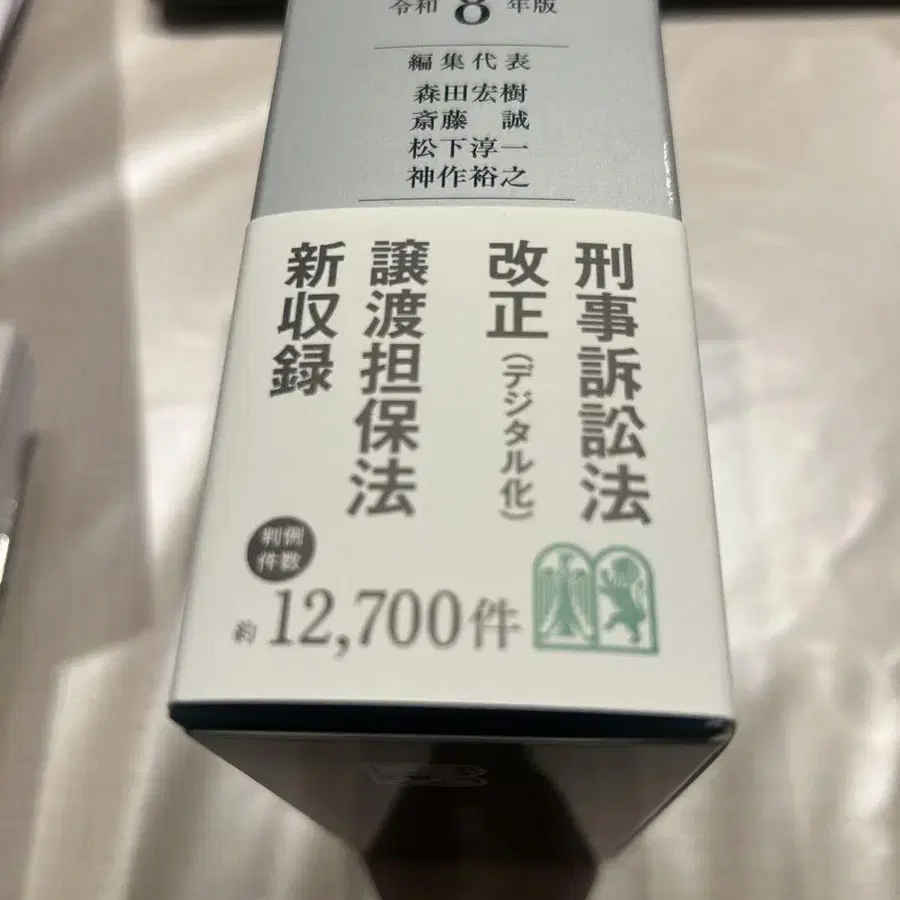 令和8年版
編集代表
森田宏樹
斎藤 誠
松下淳一
神作裕之
刑事訴訟法
改正(デジタル化)
譲渡担保法
新収録
判例
件数
約12,700件